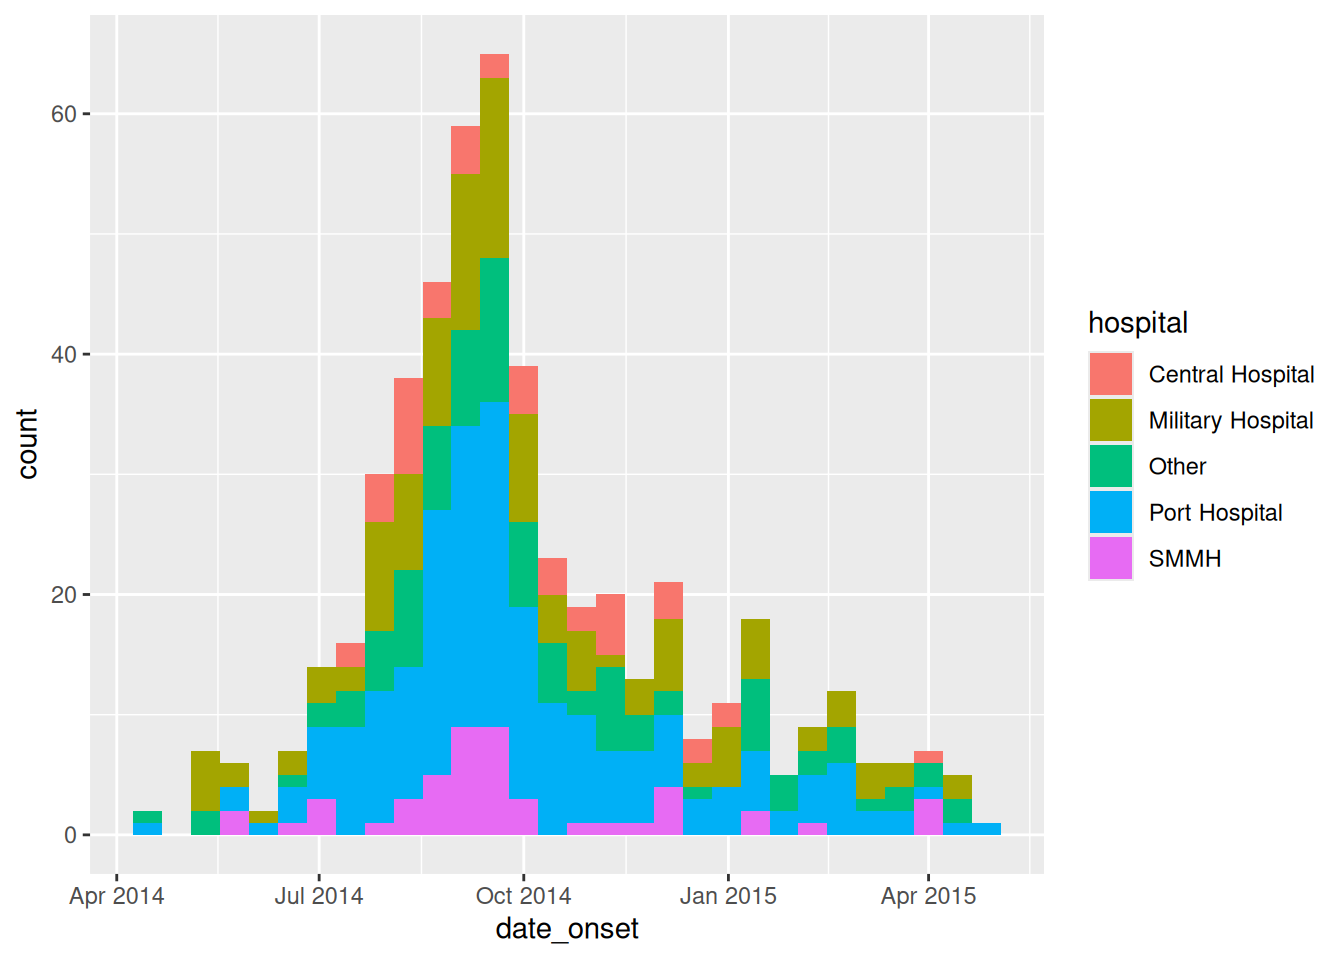 60
40
20
0
count
Apr 2014
Jul 2014
Oct 2014
Jan 2015
Apr 2015
date_onset
hospital
Central Hospital
Military Hospital
Other
Port Hospital
SMMH